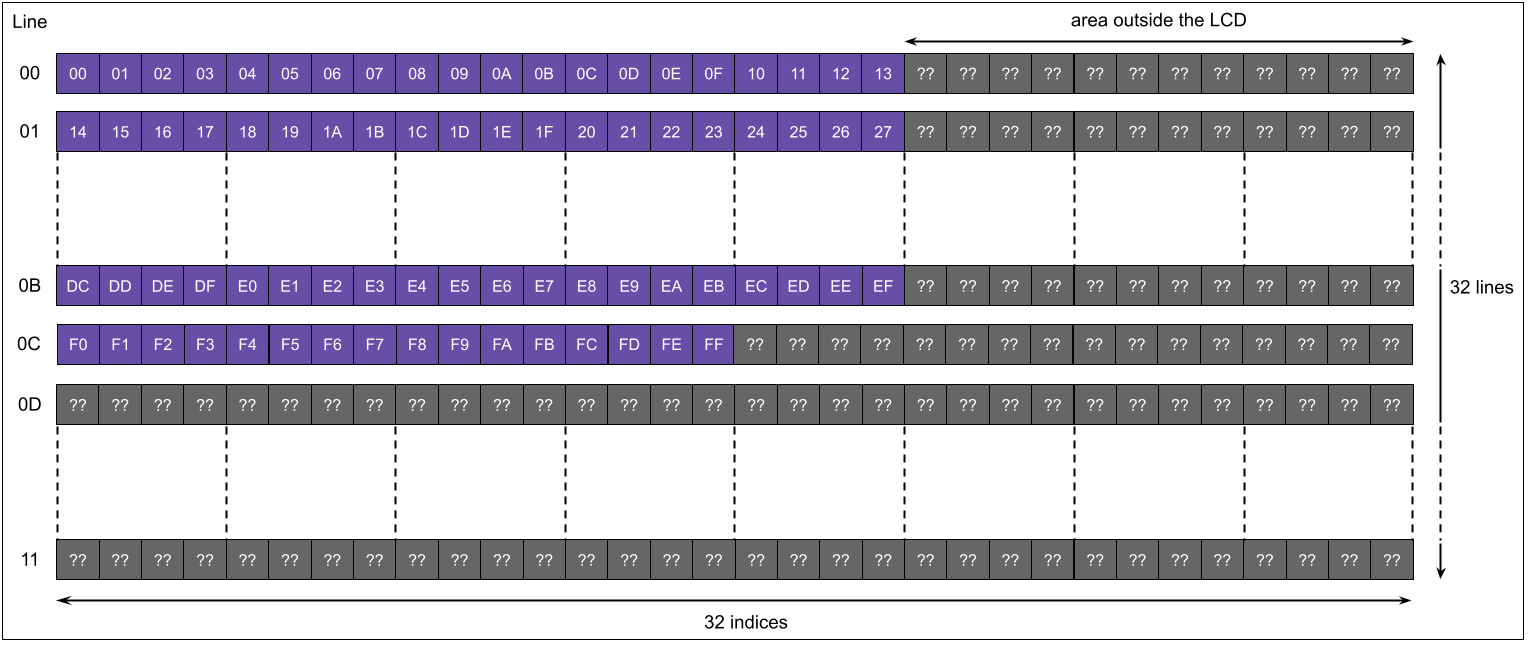 Line
area outside the LCD
00 00 01 02 03 04 05 06 07 08 09 0A 0B 0C 0D 0E 0F 10 11 12 13 ?? ?? ?? ?? ?? ?? ?? ?? ?? ?? ?? ??
01 14 15 16 17 18 19 1A 1B 1C 1D 1E 1F 20 21 22 23 24 25 26 27 ?? ?? ?? ?? ?? ?? ?? ?? ?? ?? ?? ??
0B DC DD DE DF E0 E1 E2 E3 E4 E5 E6 E7 E8 E9 EA EB EC ED EE EF ?? ?? ?? ?? ?? ?? ?? ?? ?? ?? ?? ??
32 lines
0C F0 F1 F2 F3 F4 F5 F6 F7 F8 F9 FA FB FC FD FE FF ?? ?? ?? ?? ?? ?? ?? ?? ?? ?? ?? ?? ?? ?? ?? ??
0D ?? ?? ?? ?? ?? ?? ?? ?? ?? ?? ?? ?? ?? ?? ?? ?? ?? ?? ?? ?? ?? ?? ?? ?? ?? ?? ?? ?? ?? ?? ?? ??
11 ?? ?? ?? ?? ?? ?? ?? ?? ?? ?? ?? ?? ?? ?? ?? ?? ?? ?? ?? ?? ?? ?? ?? ?? ?? ?? ?? ?? ?? ?? ?? ??
32 indices